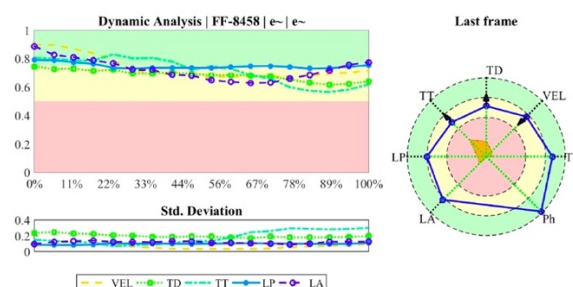 Dynamic Analysis | FF-8458 | e~ | e~
Last frame
1
0.8
0.6
0.4
0.2
0
0% 11% 22% 33% 44% 56% 67% 78% 89% 100%
TD
VEL
T
Ph
LA
LP
TT
Std. Deviation
0.4
0.2
0
VEL TD TT LP LA